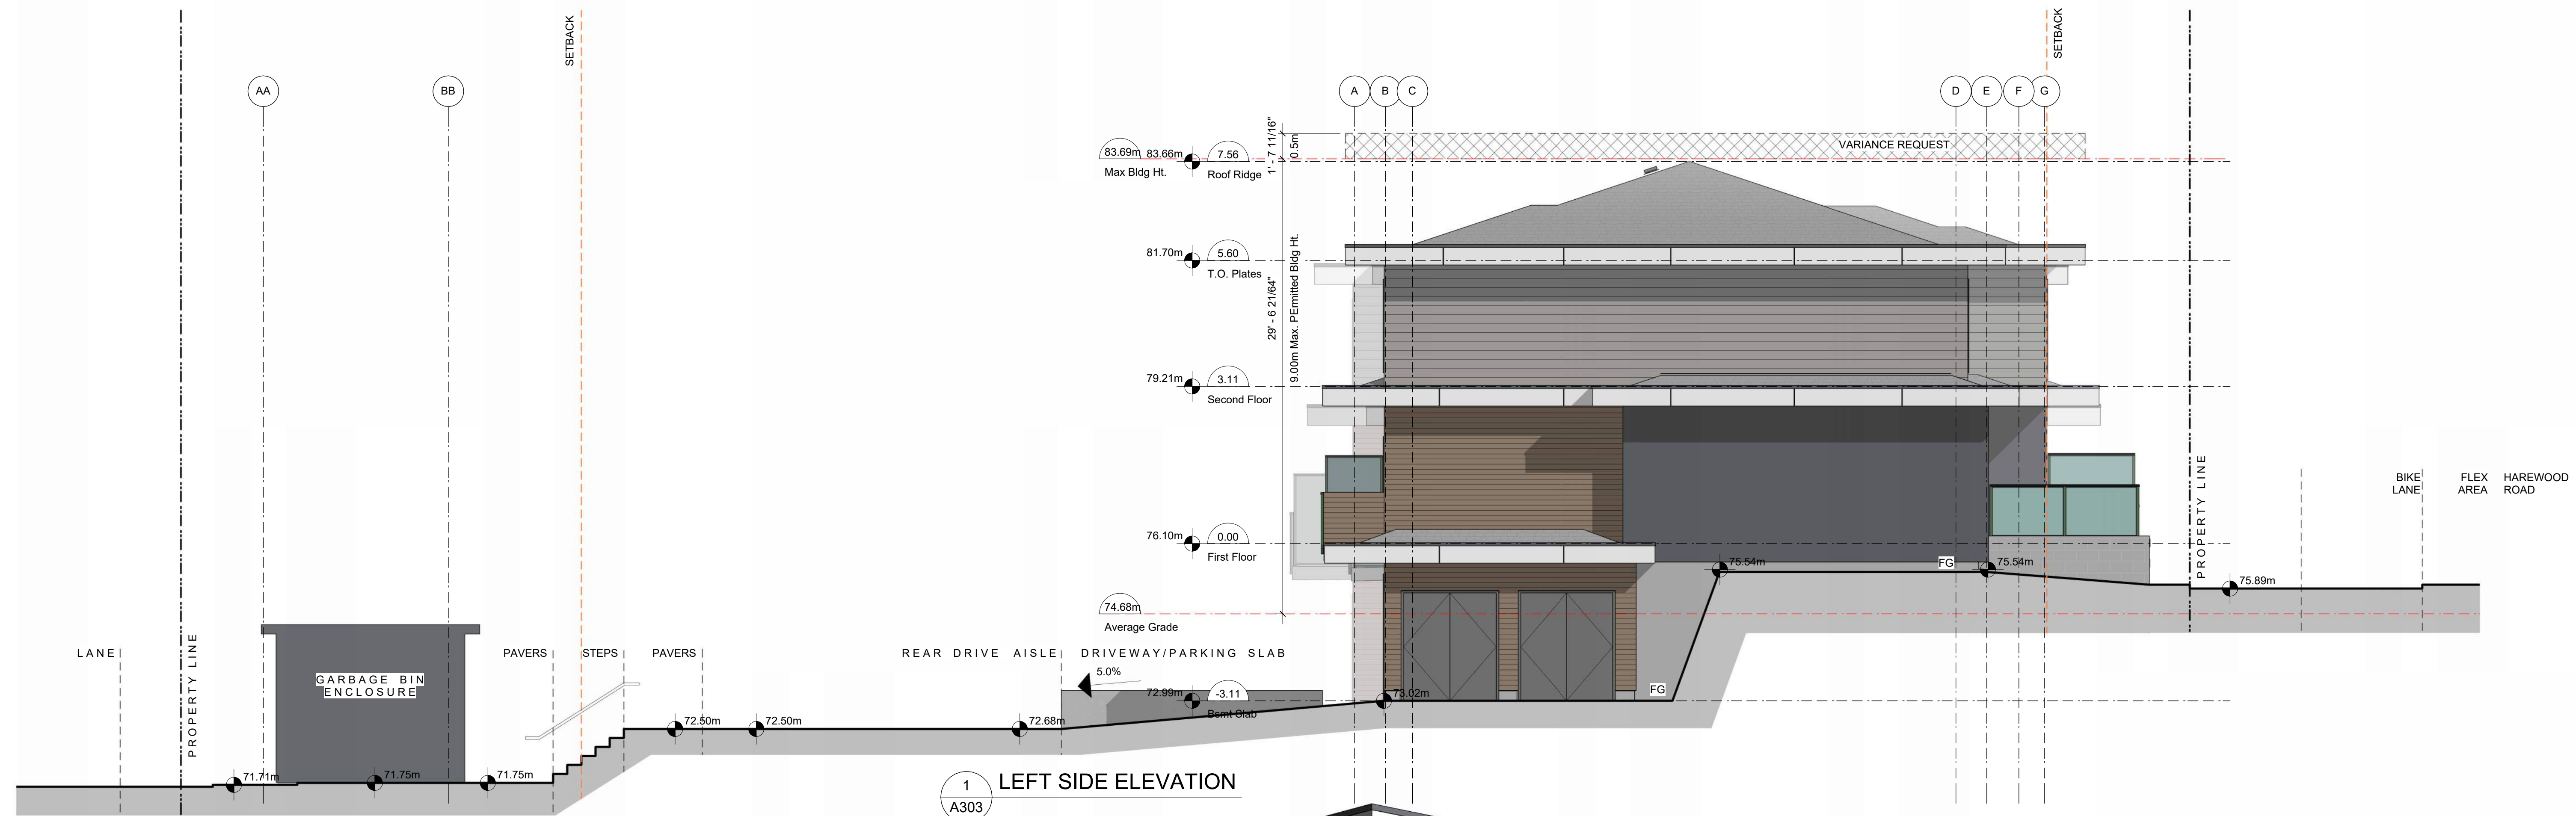 SETBACK
SETBACK
AA
BB
A
B
C
D
E
F
G
1' - 7 11/16"
0.5m
VARIANCE REQUEST
83.69m
Max Bldg Ht.
83.66m
7.56
Roof Ridge
81.70m
5.60
T.O. Plates
29' - 6 21/64"
9.00m Max. PErmitted Bldg Ht.
79.21m
3.11
Second Floor
76.10m
0.00
First Floor
74.68m
Average Grade
72.99m
-3.11
Bsmt Slab
73.02m
FG
75.54m
FG
75.54m
PROPERTY LINE
75.89m
BIKE
LANE
FLEX
AREA
HAREWOOD
ROAD
LANE
PROPERTY LINE
GARBAGE BIN
ENCLOSURE
PAVERS
STEPS
PAVERS
REAR DRIVE AISLE
DRIVEWAY/PARKING SLAB
5.0%
71.71m
71.75m
71.75m
72.50m
72.50m
72.68m
1
A303
LEFT SIDE ELEVATION